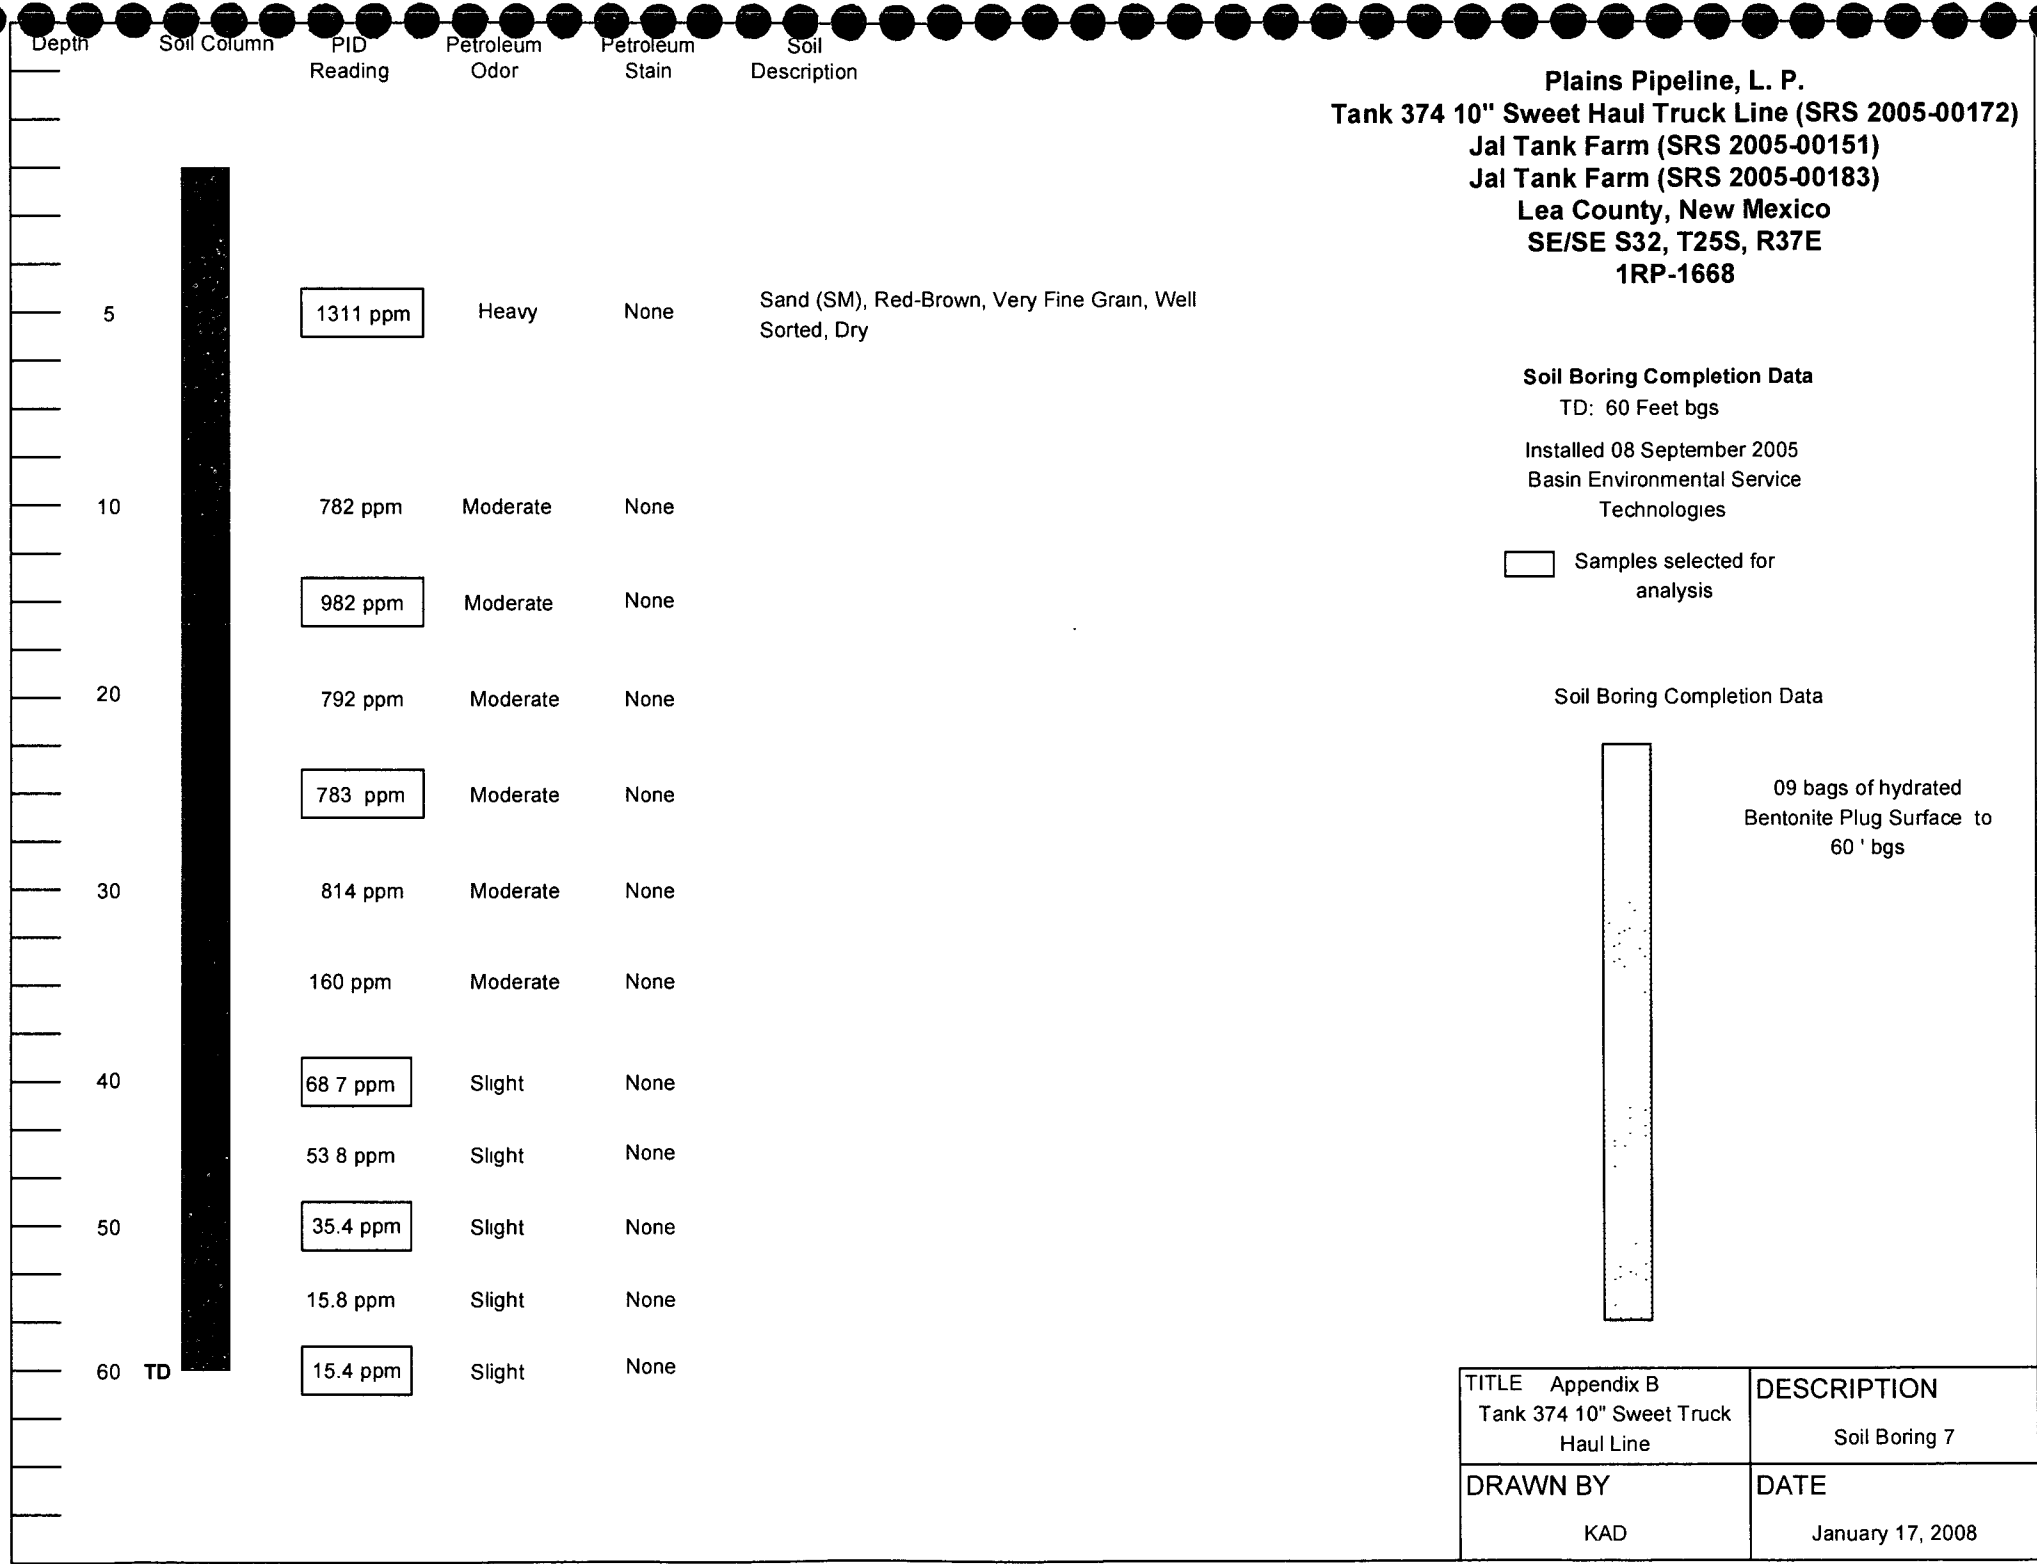 Depth Soil Column PID Petroleum Petroleum Soil
Reading Odor Stain Description
Plains Pipeline, L. P.
Tank 374 10" Sweet Haul Truck Line (SRS 2005-00172)
Jal Tank Farm (SRS 2005-00151)
Jal Tank Farm (SRS 2005-00183)
Lea County, New Mexico
SE/SE S32, T25S, R37E
1RP-1668
5 1311 ppm Heavy None Sand (SM), Red-Brown, Very Fine Grain, Well
Sorted, Dry
Soil Boring Completion Data
TD: 60 Feet bgs
Installed 08 September 2005
Basin Environmental Service
Technologies
10 782 ppm Moderate None
Samples selected for
analysis
982 ppm Moderate None
20 792 ppm Moderate None
Soil Boring Completion Data
783 ppm Moderate None
09 bags of hydrated
Bentonite Plug Surface to
60 ' bgs
30 814 ppm Moderate None
160 ppm Moderate None
40 68 7 ppm Slight None
53 8 ppm Slight None
50 35.4 ppm Slight None
15.8 ppm Slight None
60 TD 15.4 ppm Slight None
TITLE Appendix B
Tank 374 10" Sweet Truck
Haul Line
DESCRIPTION
Soil Boring 7
DRAWN BY
KAD
DATE
January 17, 2008